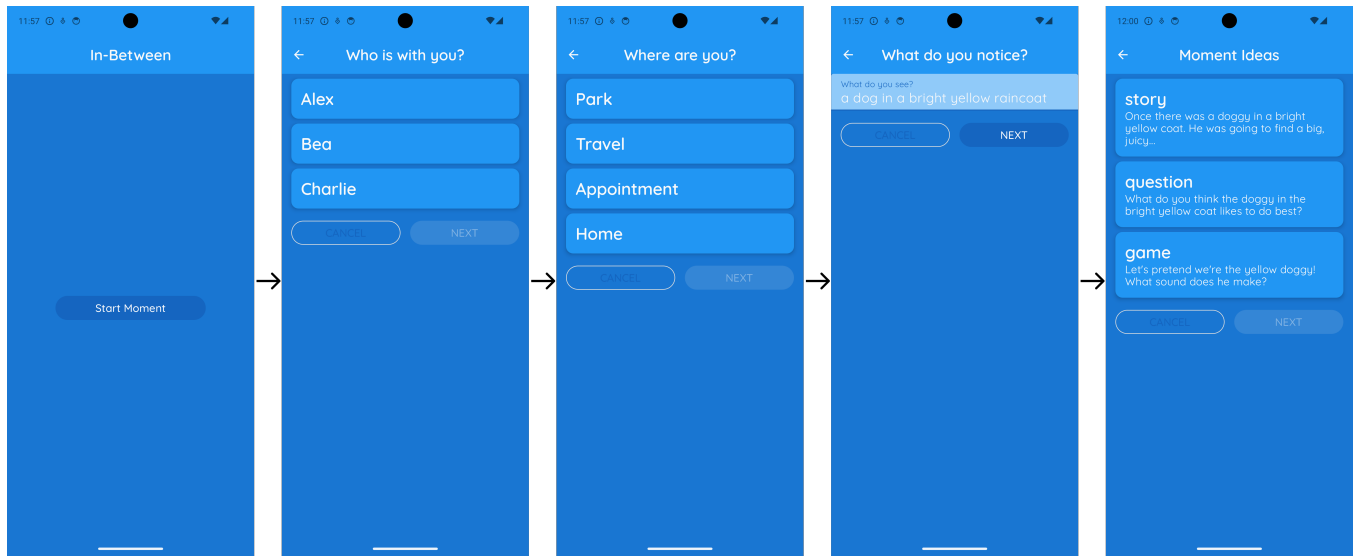 11:57
In-Between
Start Moment
11:57
Who is with you?
Alex
Bea
Charlie
CANCEL
NEXT
11:57
Where are you?
Park
Travel
Appointment
Home
CANCEL
NEXT
11:57
What do you notice?
What do you see?
a dog in a bright yellow raincoat
CANCEL
NEXT
12:00
Moment Ideas
story
Once there was a doggy in a bright
yellow coat. He was going to find a big,
juicy...
question
What do you think the doggy in the
bright yellow coat likes to do best?
game
Let's pretend we're the yellow doggy!
What sound does he make?
CANCEL
NEXT